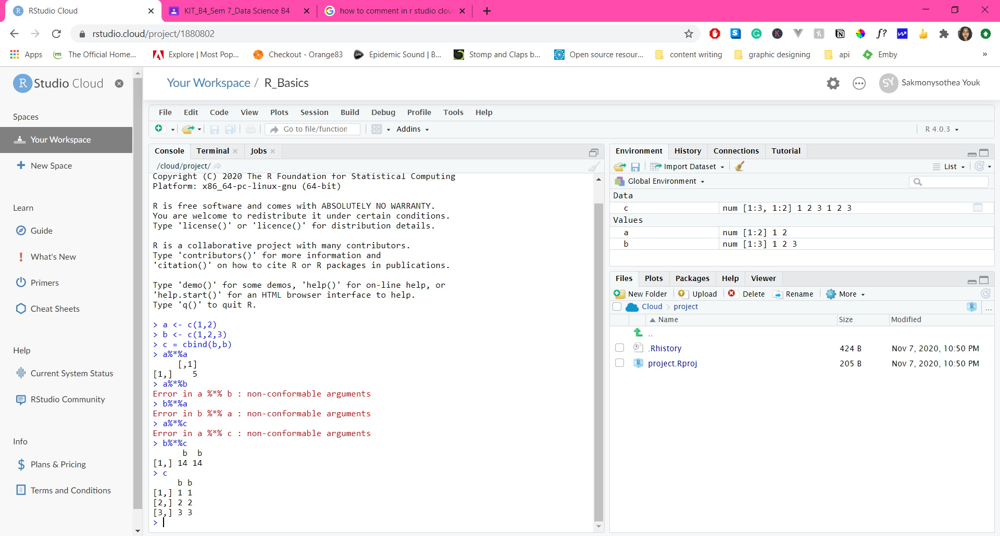 RStudio Cloud
KIT_B4_Sem 7_Data Science B4
how to comment in r studio clou
rstudio.cloud/project/1880802
Apps
The Official Home...
Explore | Most Pop...
Checkout - Orange83
Epidemic Sound | B...
Stomp and Claps b...
Open source resour...
content writing
graphic designing
api
Emby
»
R Studio Cloud
Your Workspace / R_Basics
SY Sakmonysothea Youk
Spaces
Your Workspace
New Space
Learn
Guide
What's New
Primers
Cheat Sheets
Help
Current System Status
RStudio Community
Info
Plans & Pricing
Terms and Conditions
File Edit Code View Plots Session Build Debug Profile Tools Help
Go to file/function
Addins
R 4.0.3
Console Terminal Jobs
/cloud/project/
Copyright (C) 2020 The R Foundation for Statistical Computing
Platform: x86_64-pc-linux-gnu (64-bit)
R is free software and comes with ABSOLUTELY NO WARRANTY.
You are welcome to redistribute it under certain conditions.
Type 'license()' or 'licence()' for distribution details.
R is a collaborative project with many contributors.
Type 'contributors()' for more information and
'citation()' on how to cite R or R packages in publications.
Type 'demo()' for some demos, 'help()' for on-line help, or
'help.start()' for an HTML browser interface to help.
Type 'q()' to quit R.
> a <- c(1,2)
> b <- c(1,2,3)
> c = cbind(b,b)
> a%*%a
[,1]
[1,] 5
> a%*%b
Error in a %*% b : non-conformable arguments
> b%*%a
Error in b %*% a : non-conformable arguments
> a%*%c
Error in a %*% c : non-conformable arguments
> b%*%c
b b
[1,] 14 14
> c
b b
[1,] 1 1
[2,] 2 2
[3,] 3 3
>
Environment History Connections Tutorial
Import Dataset
List
Global Environment
Data
c num [1:3, 1:2] 1 2 3 1 2 3
Values
a num [1:2] 1 2
b num [1:3] 1 2 3
Files Plots Packages Help Viewer
New Folder Upload Delete Rename More
Cloud > project
R
...
Name Size Modified
..
.Rhistory 424 B Nov 7, 2020, 10:50 PM
project.Rproj 205 B Nov 7, 2020, 10:50 PM